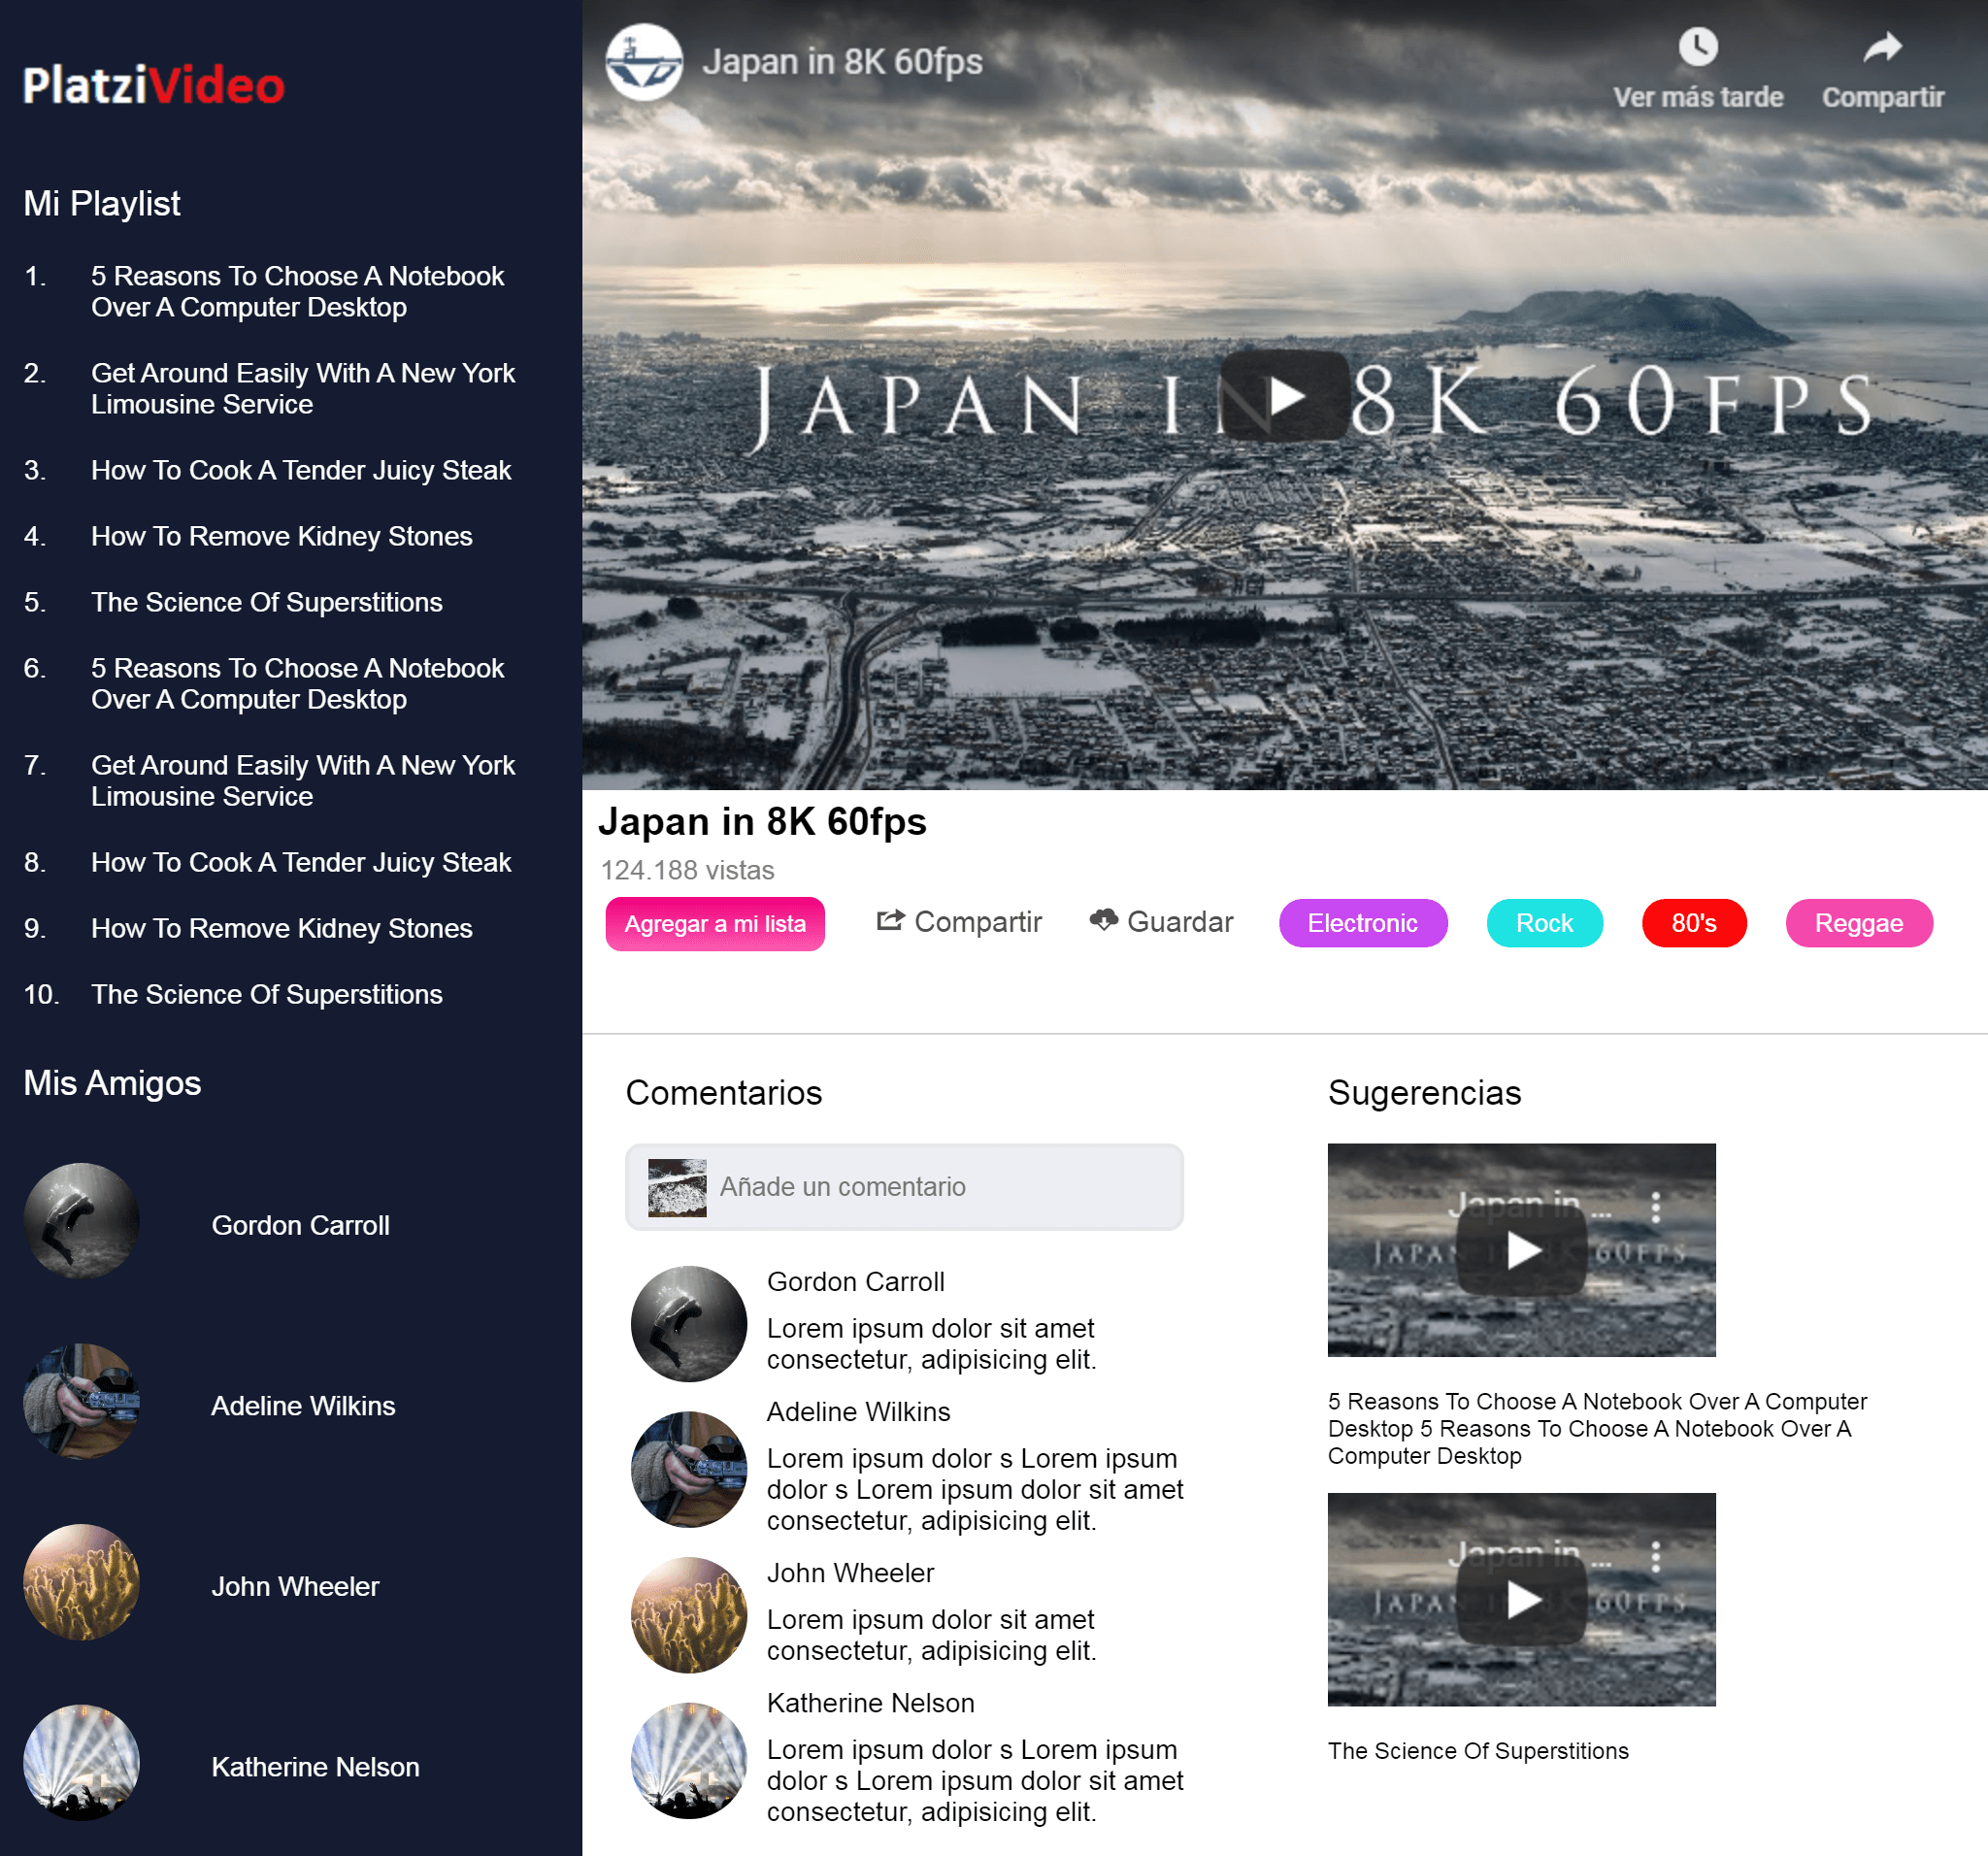 PlatziVideo
Mi Playlist
1. 5 Reasons To Choose A Notebook
Over A Computer Desktop
2. Get Around Easily With A New York
Limousine Service
3. How To Cook A Tender Juicy Steak
4. How To Remove Kidney Stones
5. The Science Of Superstitions
6. 5 Reasons To Choose A Notebook
Over A Computer Desktop
7. Get Around Easily With A New York
Limousine Service
8. How To Cook A Tender Juicy Steak
9. How To Remove Kidney Stones
10. The Science Of Superstitions
Mis Amigos
Gordon Carroll
Adeline Wilkins
John Wheeler
Katherine Nelson
Japan in 8K 60fps
Ver más tarde
Compartir
JAPAN IN 8K 60FPS
Japan in 8K 60fps
124.188 vistas
Agregar a mi lista
Compartir
Guardar
Electronic
Rock
80's
Reggae
Comentarios
Añade un comentario
Gordon Carroll
Lorem ipsum dolor sit amet
consectetur, adipisicing elit.
Adeline Wilkins
Lorem ipsum dolor s Lorem ipsum
dolor s Lorem ipsum dolor sit amet
consectetur, adipisicing elit.
John Wheeler
Lorem ipsum dolor sit amet
consectetur, adipisicing elit.
Katherine Nelson
Lorem ipsum dolor s Lorem ipsum
dolor s Lorem ipsum dolor sit amet
consectetur, adipisicing elit.
Sugerencias
Japan in ...
JAPAN IN 8K 60FPS
5 Reasons To Choose A Notebook Over A Computer
Desktop 5 Reasons To Choose A Notebook Over A
Computer Desktop
Japan in ...
JAPAN IN 8K 60FPS
The Science Of Superstitions